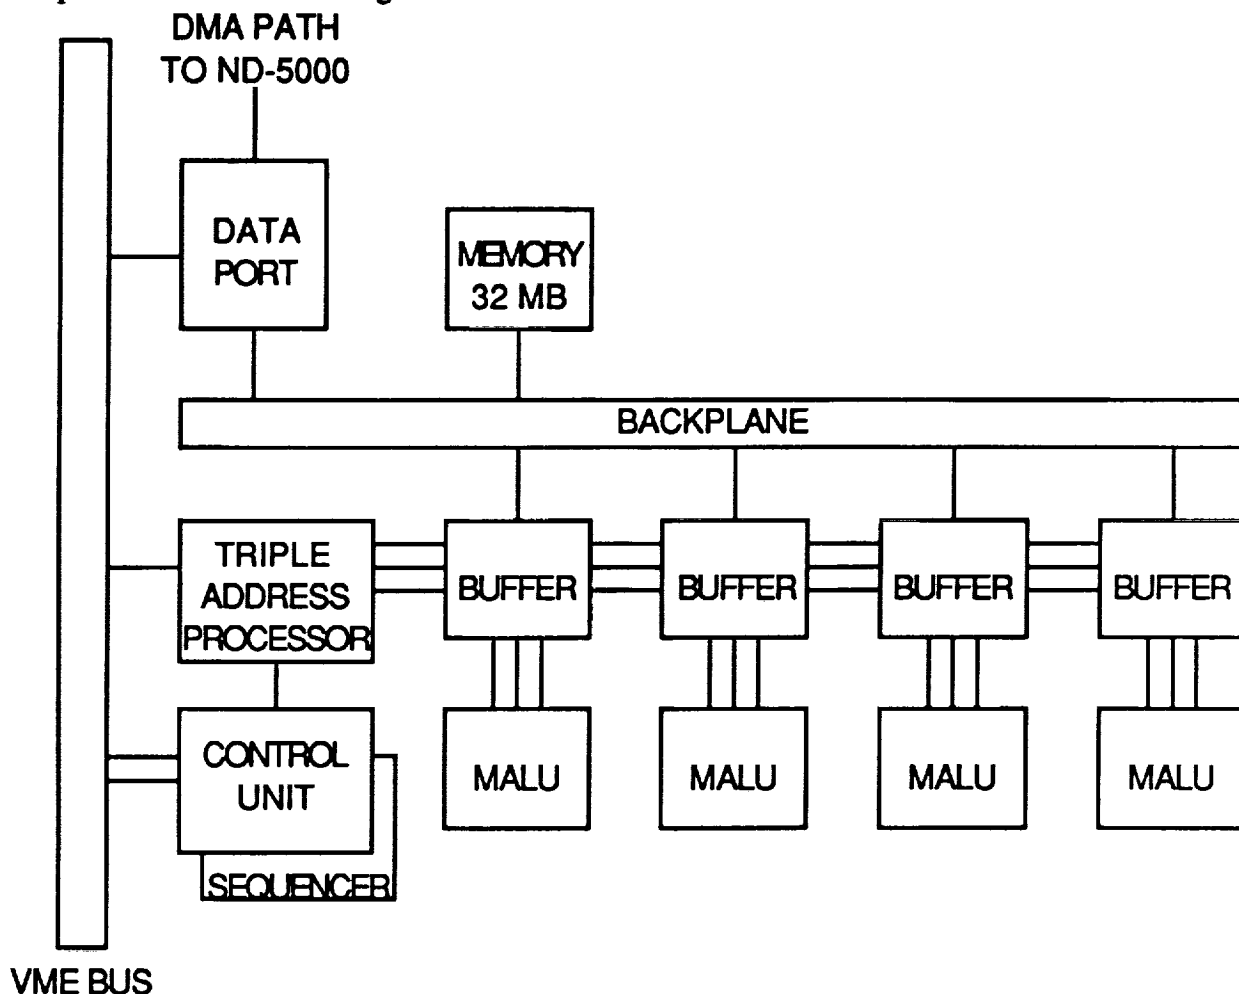 DMA PATH
TO ND-5000
DATA
PORT
MEMORY
32 MB
BACKPLANE
TRIPLE
ADDRESS
PROCESSOR
BUFFER
BUFFER
BUFFER
BUFFER
CONTROL
UNIT
MALU
MALU
MALU
MALU
SEQUENCER
VME BUS